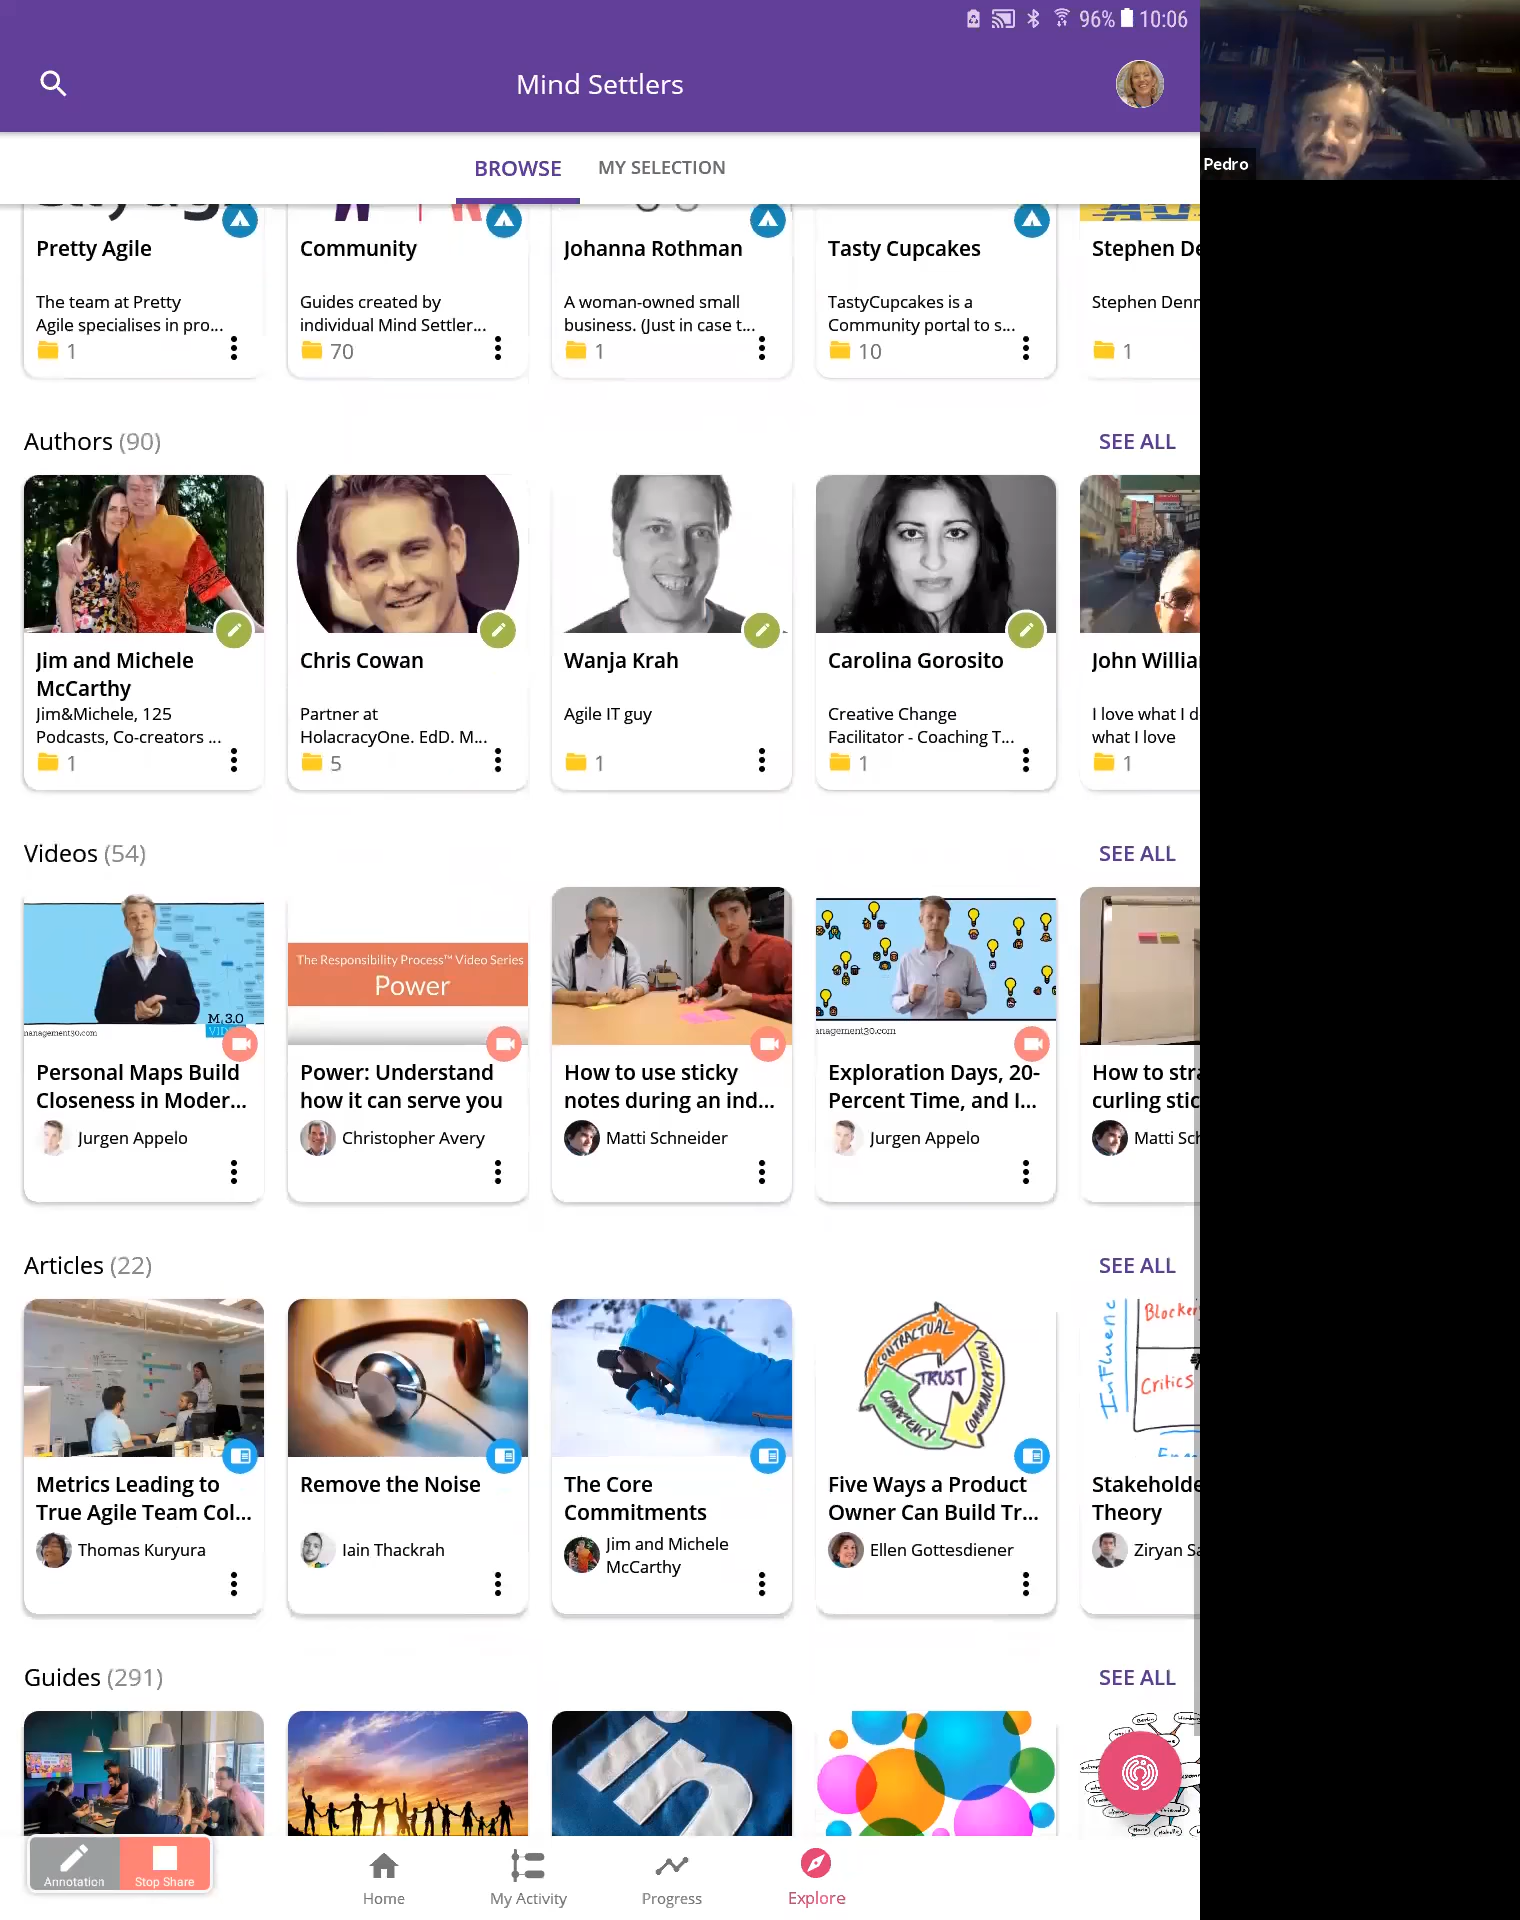 96% 10:06
Mind Settlers
Pedro
BROWSE MY SELECTION
Pretty Agile
The team at Pretty
Agile specialises in pro...
1
Community
Guides created by
individual Mind Settler...
70
Johanna Rothman
A woman-owned small
business. (Just in case t...
1
Tasty Cupcakes
TastyCupcakes is a
Community portal to s...
10
Stephen De
Stephen Denn
1
Authors (90)
SEE ALL
Jim and Michele
McCarthy
Jim&Michele, 125
Podcasts, Co-creators ...
1
Chris Cowan
Partner at
HolacracyOne. EdD. M...
5
Wanja Krah
Agile IT guy
1
Carolina Gorosito
Creative Change
Facilitator - Coaching T...
1
John Willia
I love what I d
what I love
1
Videos (54)
SEE ALL
M 3.0
VID
anagement30.com
Personal Maps Build
Closeness in Moder...
Jurgen Appelo
The Responsibility Process™ Video Series
Power
Power: Understand
how it can serve you
Christopher Avery
How to use sticky
notes during an ind...
Matti Schneider
anagement30.com
Exploration Days, 20-
Percent Time, and I...
Jurgen Appelo
How to stra
curling stic
Matti Sch
Articles (22)
SEE ALL
Metrics Leading to
True Agile Team Col...
Thomas Kuryura
Remove the Noise
Iain Thackrah
The Core
Commitments
Jim and Michele
McCarthy
CONTRACTUAL
TRUST
COMMUNICATION
COMPETENCY
Five Ways a Product
Owner Can Build Tr...
Ellen Gottesdiener
InFluenc
Blocker
Critics
Stakeholde
Theory
Ziryan Sa
Guides (291)
SEE ALL
in
Annotation
Stop Share
Home
My Activity
Progress
Explore